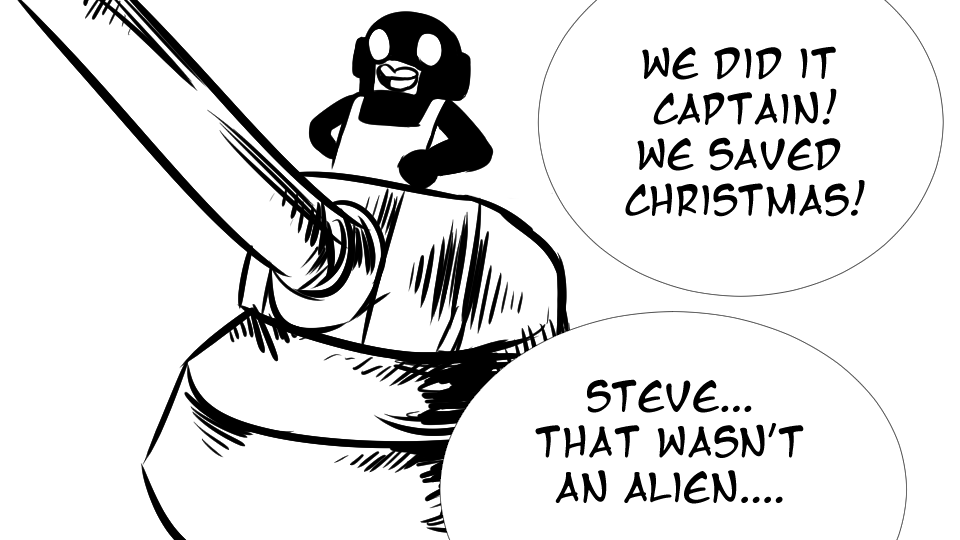 WE DID IT
CAPTAIN!
WE SAVED
CHRISTMAS!
STEVE...
THAT WASN'T
AN ALIEN....